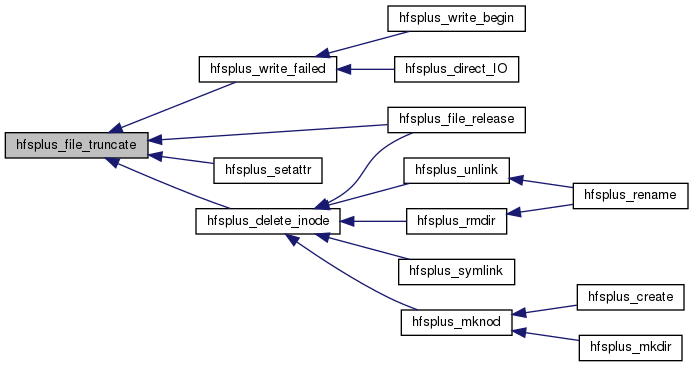 hfsplus_write_begin
hfsplus_write_failed
hfsplus_direct_IO
hfsplus_file_release
hfsplus_file_truncate
hfsplus_setattr
hfsplus_unlink
hfsplus_rename
hfsplus_delete_inode
hfsplus_rmdir
hfsplus_symlink
hfsplus_create
hfsplus_mknod
hfsplus_mkdir